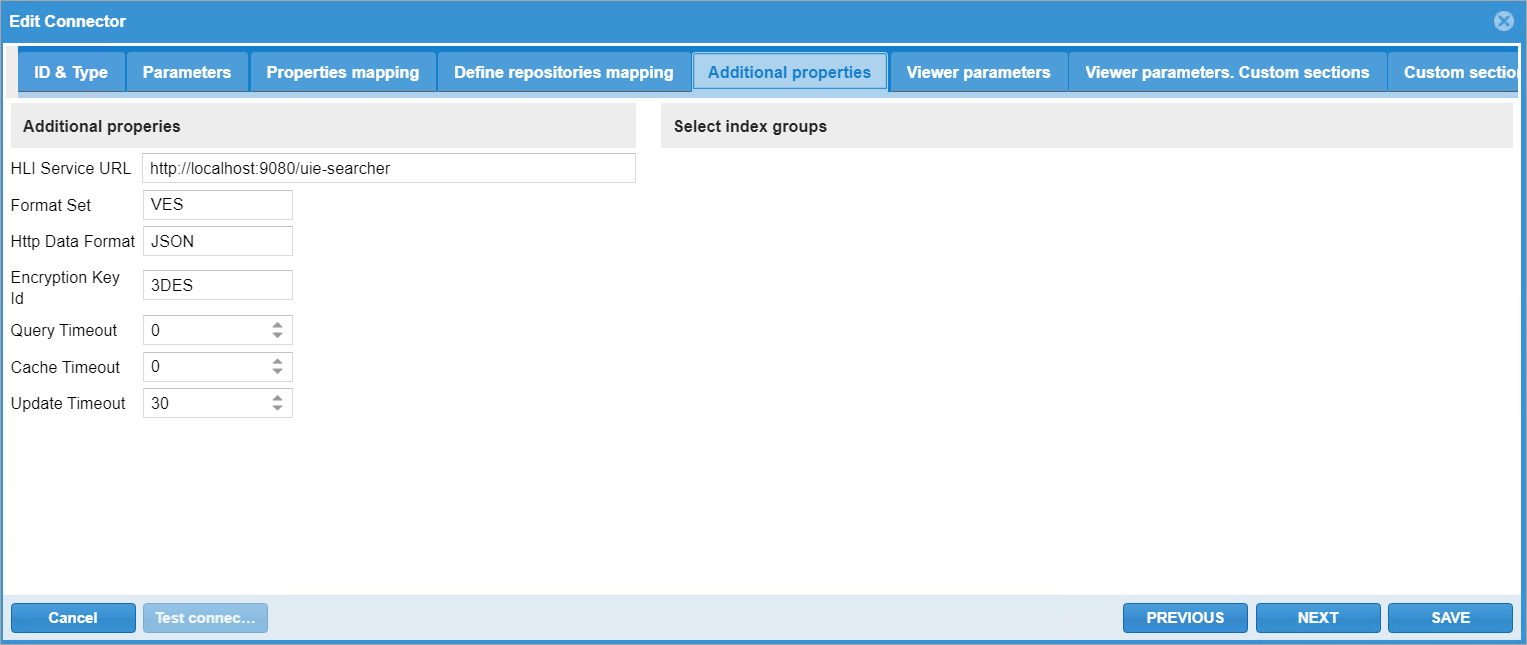 Edit Connector
ID & Type
Parameters
Properties mapping
Define repositories mapping
Additional properties
Viewer parameters
Viewer parameters. Custom sections
Custom sectio
Additional properies
Select index groups
HLI Service URL
http://localhost:9080/uie-searcher
Format Set
VES
Http Data Format
JSON
Encryption Key
Id
3DES
Query Timeout
0
Cache Timeout
0
Update Timeout
30
Cancel
Test connec...
PREVIOUS
NEXT
SAVE